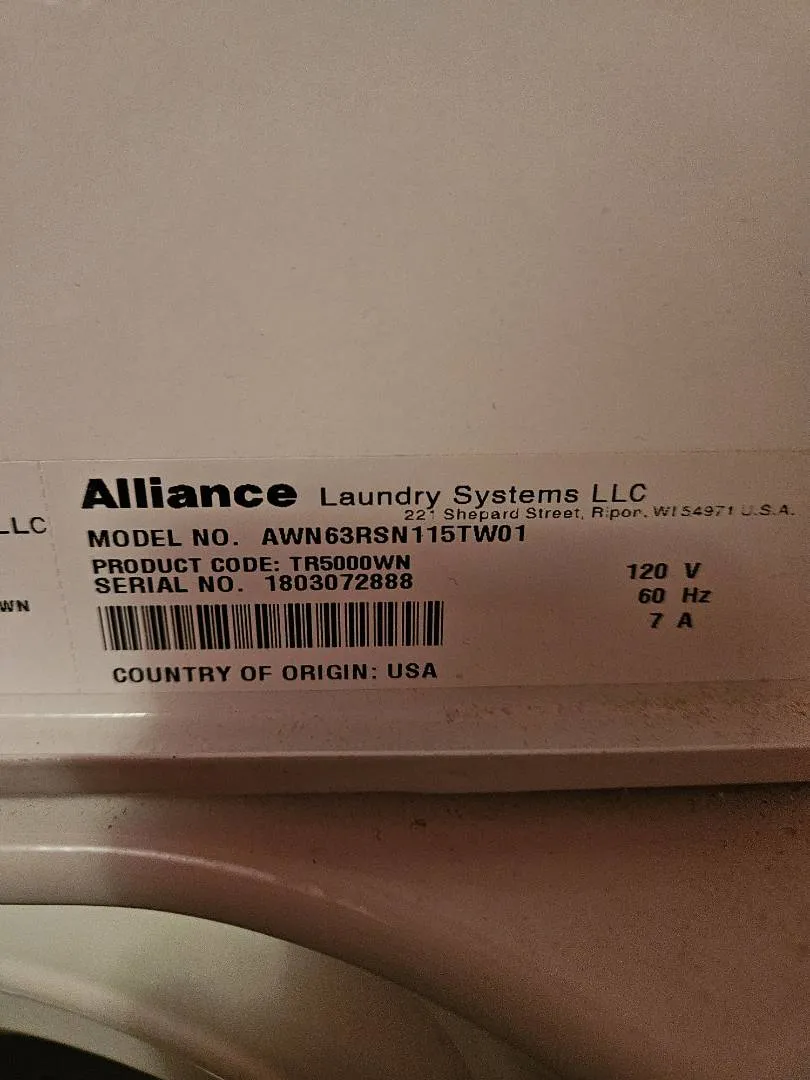 Alliance Laundry Systems LLC
221 Shepard Street, Ripon, WI 54971 U.S.A.
LLC
MODEL NO. AWN63RSN115TW01
PRODUCT CODE: TR5000WN
SERIAL NO. 1803072888
WN
120 V
60 Hz
7 A
COUNTRY OF ORIGIN: USA